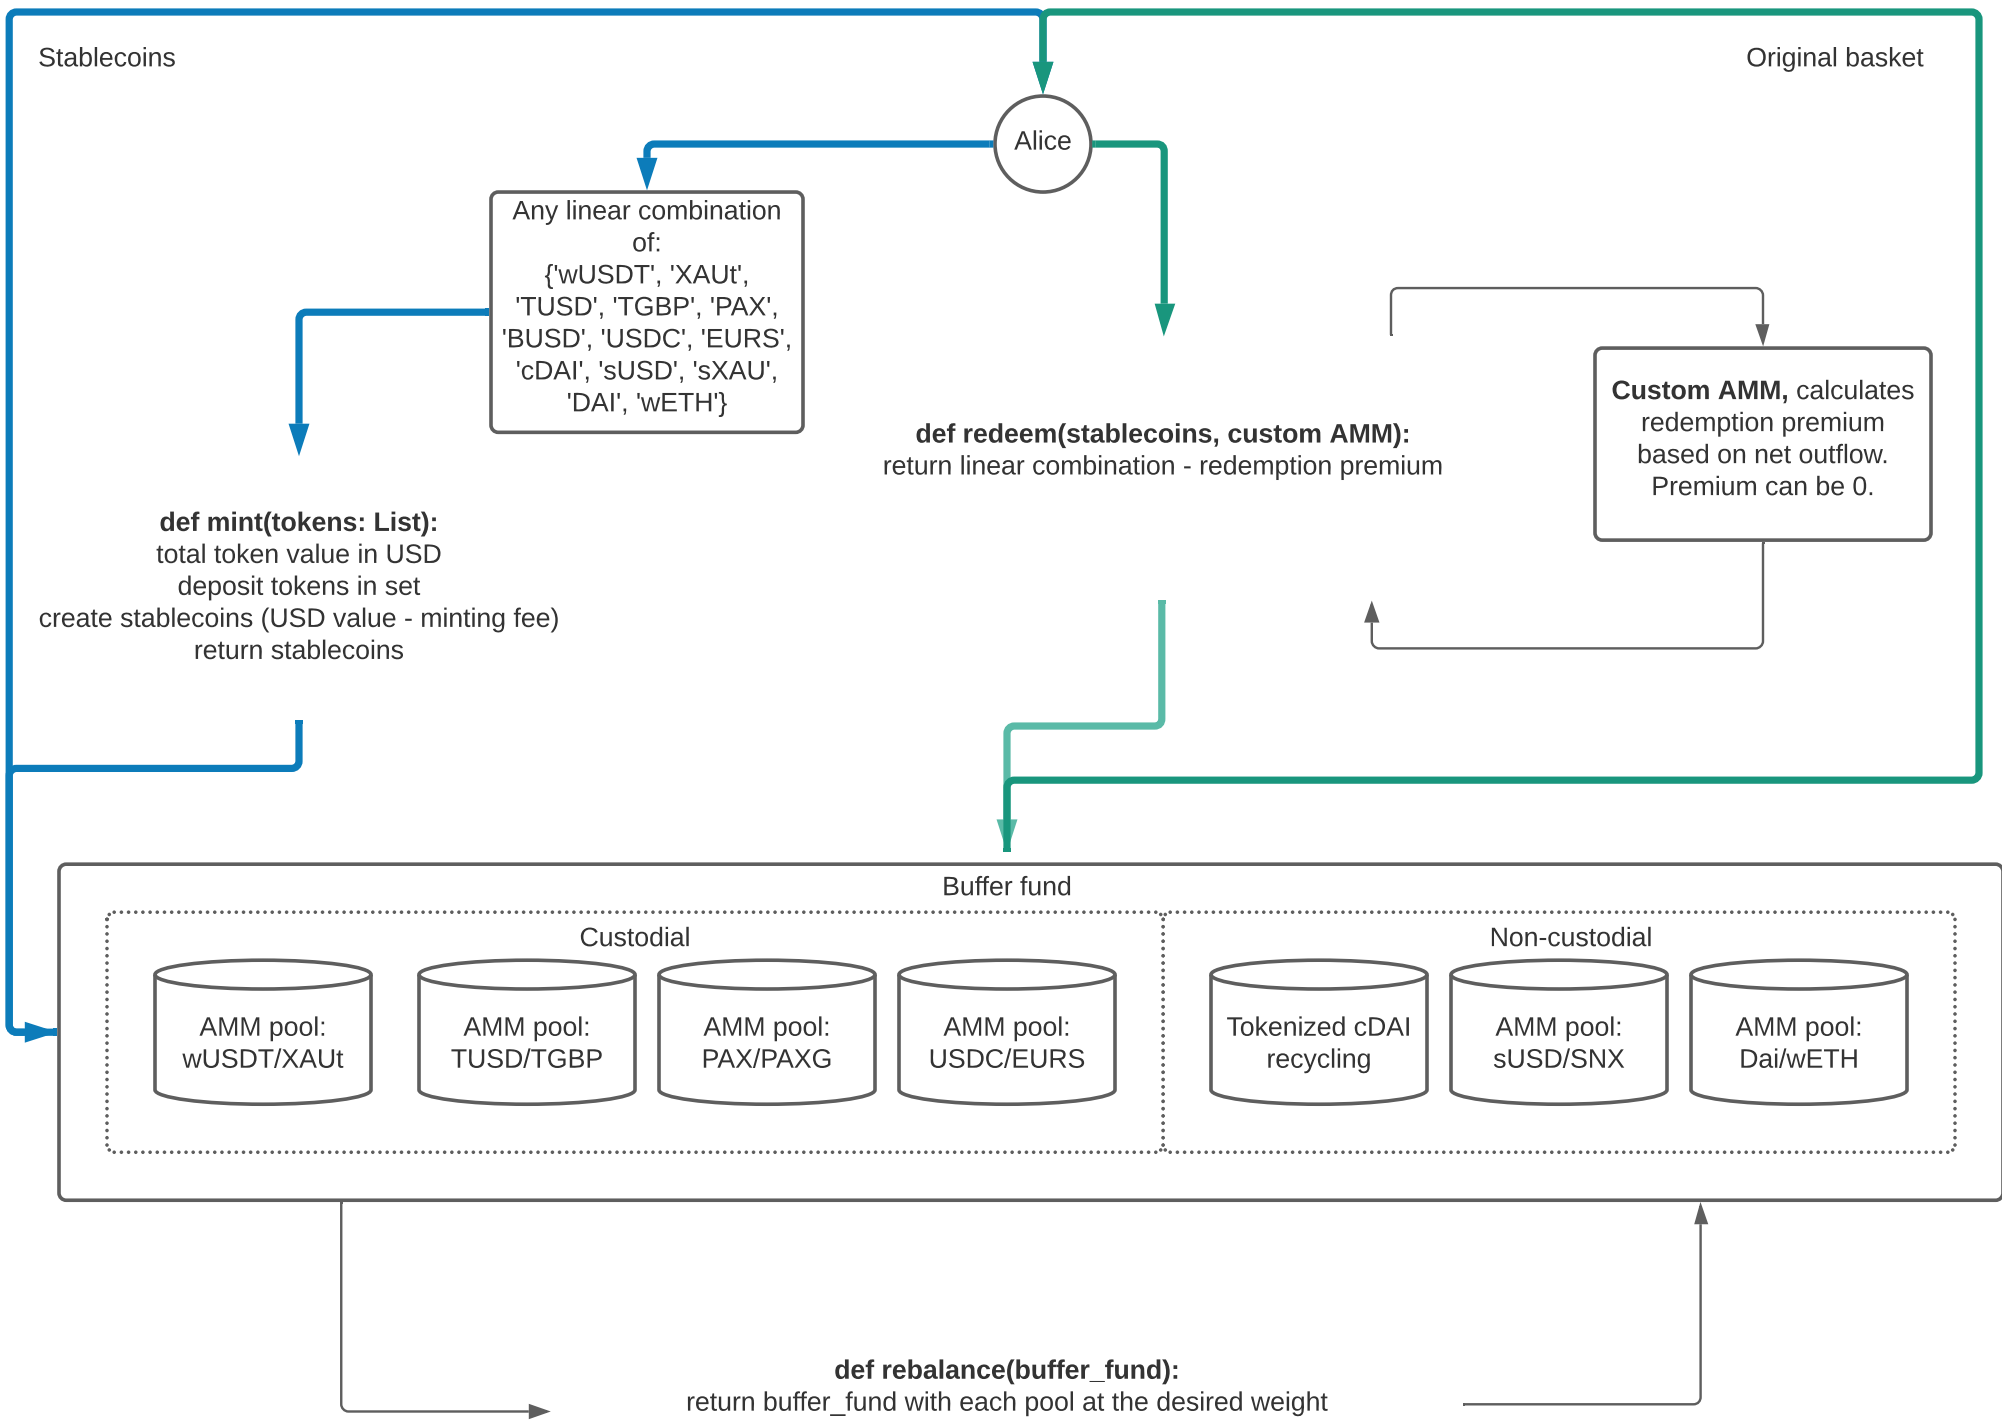 Stablecoins
Original basket
Alice
Any linear combination
of:
{'wUSDT', 'XAUt',
'TUSD', 'TGBP', 'PAX',
'BUSD', 'USDC', 'EURS',
'cDAI', 'sUSD', 'sXAU',
'DAI', 'wETH'}
def mint(tokens: List):
total token value in USD
deposit tokens in set
create stablecoins (USD value - minting fee)
return stablecoins
def redeem(stablecoins, custom AMM):
return linear combination - redemption premium
Custom AMM, calculates
redemption premium
based on net outflow.
Premium can be 0.
Buffer fund
Custodial
AMM pool:
wUSDT/XAUt
AMM pool:
TUSD/TGBP
AMM pool:
PAX/PAXG
AMM pool:
USDC/EURS
Non-custodial
Tokenized cDAI
recycling
AMM pool:
sUSD/SNX
AMM pool:
Dai/wETH
def rebalance(buffer_fund):
return buffer_fund with each pool at the desired weight